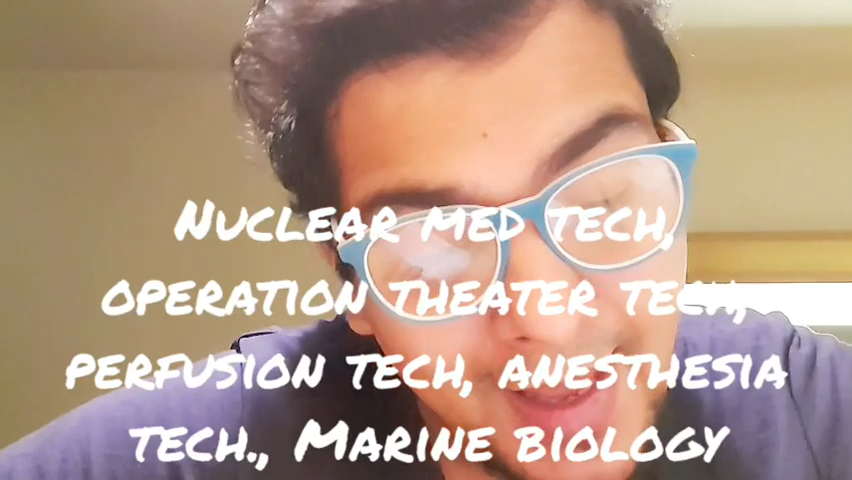 Nuclear med tech,
operation theater tech,
perfusion tech, anesthesia
tech., Marine biology